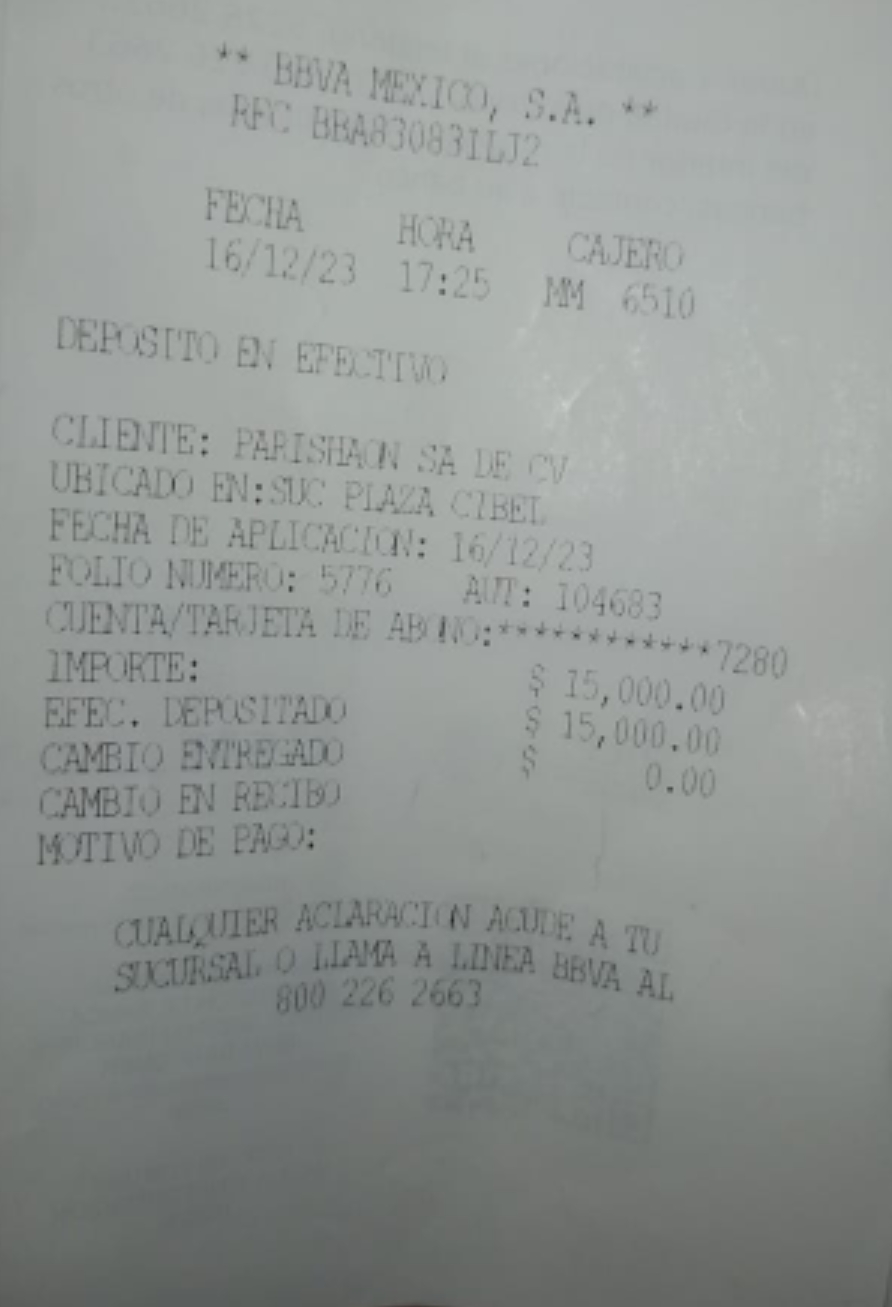 ** BBVA MEXICO, S.A. **
RFC BBA830831LJ2
FECHA HORA CAJERO
16/12/23 17:25 MM 6510
DEPOSITO EN EFECTIVO
CLIENTE: PARISHAON SA DE CV
UBICADO EN:SUC PLAZA CIBEL
FECHA DE APLICACION: 16/12/23
FOLIO NUMERO: 5776 AUT: 104683
CUENTA/TARJETA DE ABONO:************7280
IMPORTE: $ 15,000.00
EFEC. DEPOSITADO $ 15,000.00
CAMBIO ENTREGADO $ 0.00
CAMBIO EN RECIBO
MOTIVO DE PAGO:
CUALQUIER ACLARACION ACUDE A TU
SUCURSAL O LLAMA A LINEA BBVA AL
800 226 2663